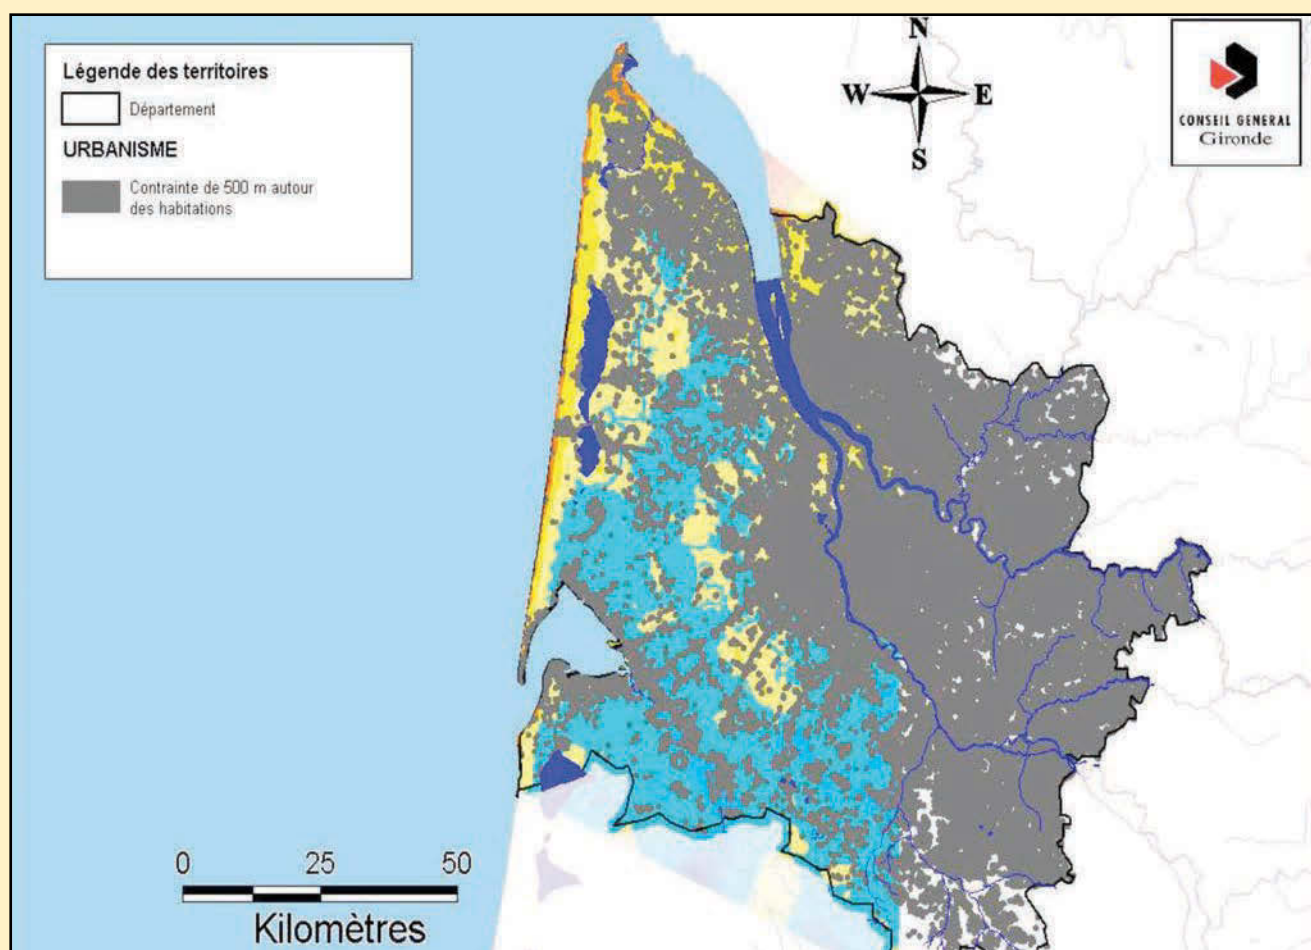 Légende des territoires
Département
URBANISME
Contrainte de 500 m autour
des habitations
N
W E
S
CONSEIL GENERAL
Gironde
0 25 50
Kilomètres